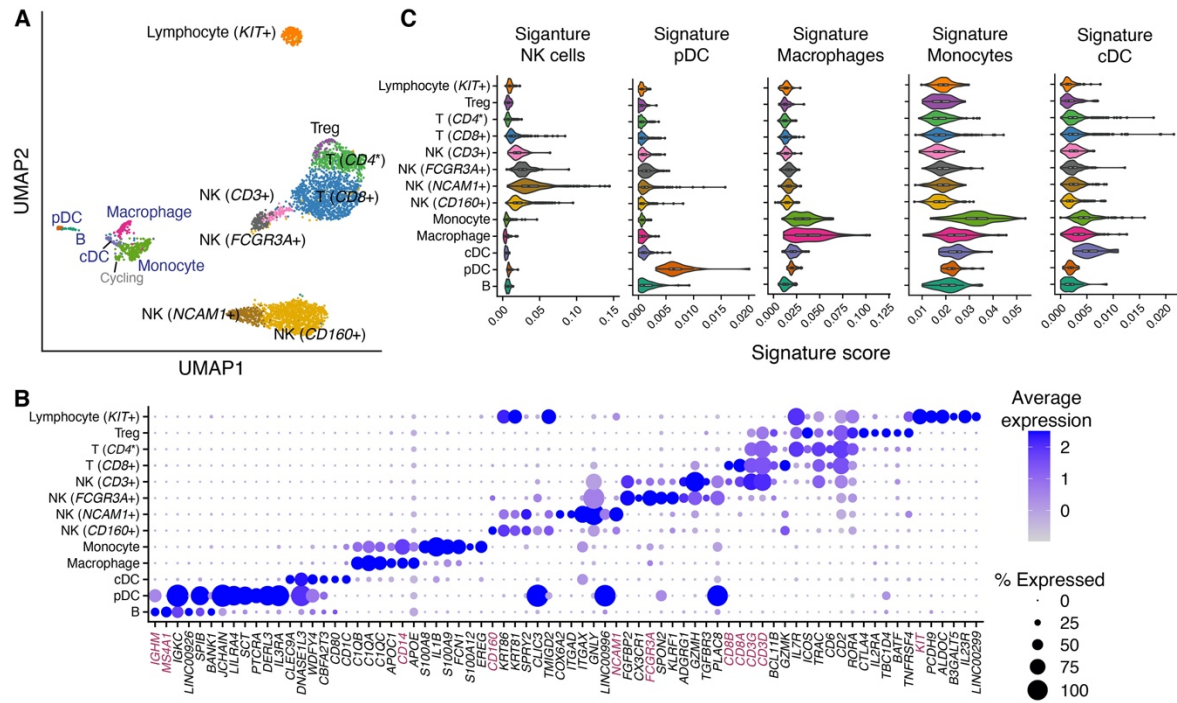 A
Lymphocyte (KIT+)
Treg
T (CD4*)
T (CD8+)
NK (CD3+)
NK (FCGR3A+)
pDC
B
Macrophage
cDC
Monocyte
Cycling
NK (NCAM1+)
NK (CD160+)
UMAP2
UMAP1
C
Siganture NK cells
Signature pDC
Signature Macrophages
Signature Monocytes
Signature cDC
Lymphocyte (KIT+)
Treg
T (CD4*)
T (CD8+)
NK (CD3+)
NK (FCGR3A+)
NK (NCAM1+)
NK (CD160+)
Monocyte
Macrophage
cDC
pDC
B
0.00 0.05 0.10 0.15
0.000 0.005 0.010 0.015 0.020
0.025 0.050 0.075 0.100 0.125
0.01 0.02 0.03 0.04 0.05
0.000 0.005 0.010 0.015 0.020
Signature score
B
Lymphocyte (KIT+)
Treg
T (CD4*)
T (CD8+)
NK (CD3+)
NK (FCGR3A+)
NK (NCAM1+)
NK (CD160+)
Monocyte
Macrophage
cDC
pDC
B
IGHM MS4A1 IGKC LINC00926 SPIB BANK1 JCHAIN LILRA4 SCT PTCRA DERL3 IL3RA CLEC9A DNASE1L3 WDFY4 CBFA2T3 CD80 CD1C C1QB C1QA C1QC APOC1 CD14 APOE S100A8 IL1B S100A9 FCN1 S100A12 EREG CD160 KRT86 KRT81 SPRY2 CLIC3 TMIGD2 COX6A2 ITGAD ITGAX GNLY LINC00996 NCAM1 FGFBP2 CX3CR1 FCGR3A SPON2 KLRF1 ADGRG1 GZMH TGFBR3 PLAC8 CD8B CD8A CD3G CD3D BCL11B GZMK IL7R ICOS TRAC CD6 CD2 RORA CTLA4 IL2RA TBC1D4 BATF TNFRSF4 KIT PCDH9 ALDOC B3GALT5 IL23R LINC00299
Average
expression
2
1
0
% Expressed
0
25
50
75
100